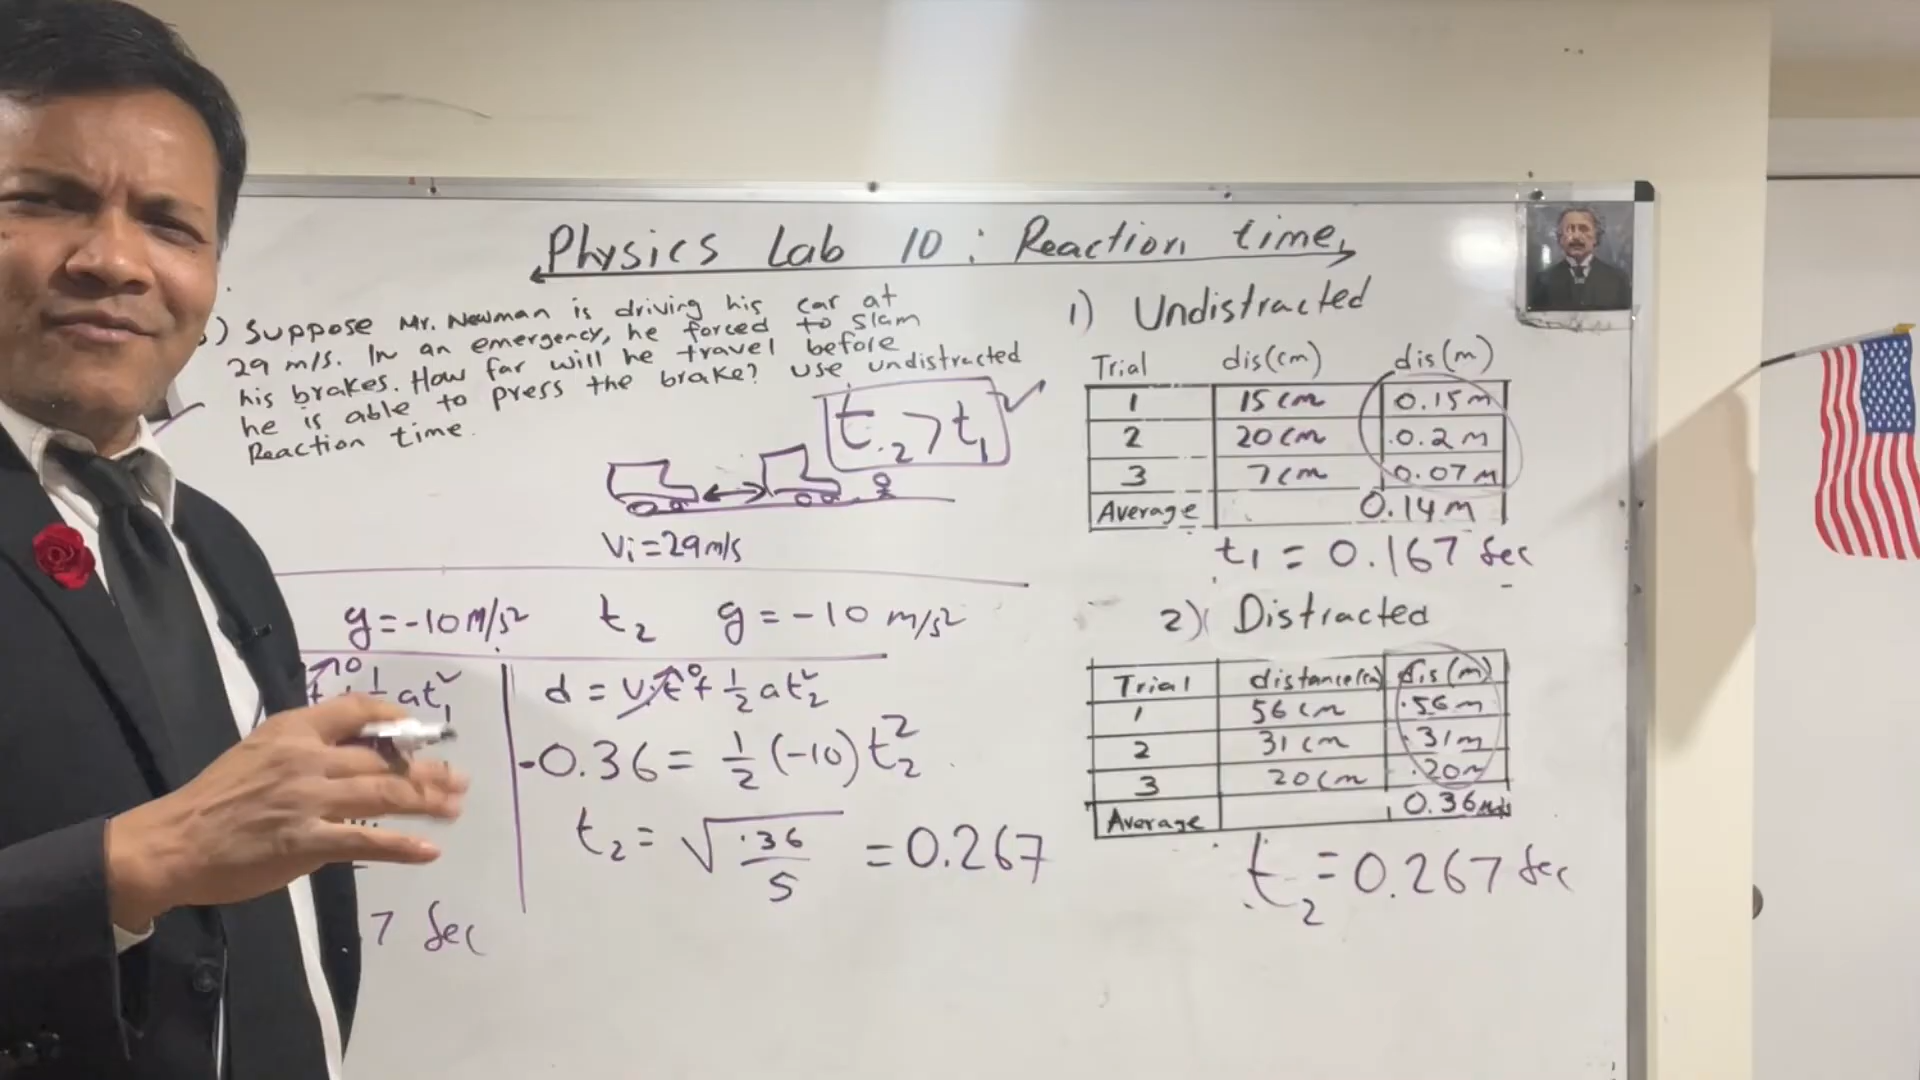 Physics Lab 10 : Reaction time,
) Suppose Mr. Newman is driving his car at
29 m/s. In an emergency, he forced to slam
his brakes. How far will he travel before
he is able to press the brake? Use undistracted
Reaction time.
t2 > t1 ✓
Vi = 29 m/s
g = -10 m/s²
at1²
7 Sec
t2 g = -10 m/s²
d = Vit⁰ + 1/2 at2²
-0.36 = 1/2 (-10) t2²
t2 = √(.36/5) = 0.267
1) Undistracted
Trial dis(cm) dis(m)
1 15 cm 0.15 m
2 20 cm 0.2 m
3 7 cm 0.07 m
Average 0.14 m
t1 = 0.167 Sec
2) Distracted
Trial distance(cm) dis(m)
1 56 cm .56 m
2 31 cm .31 m
3 20 cm .20 m
Average 0.36
t2 = 0.267 Sec